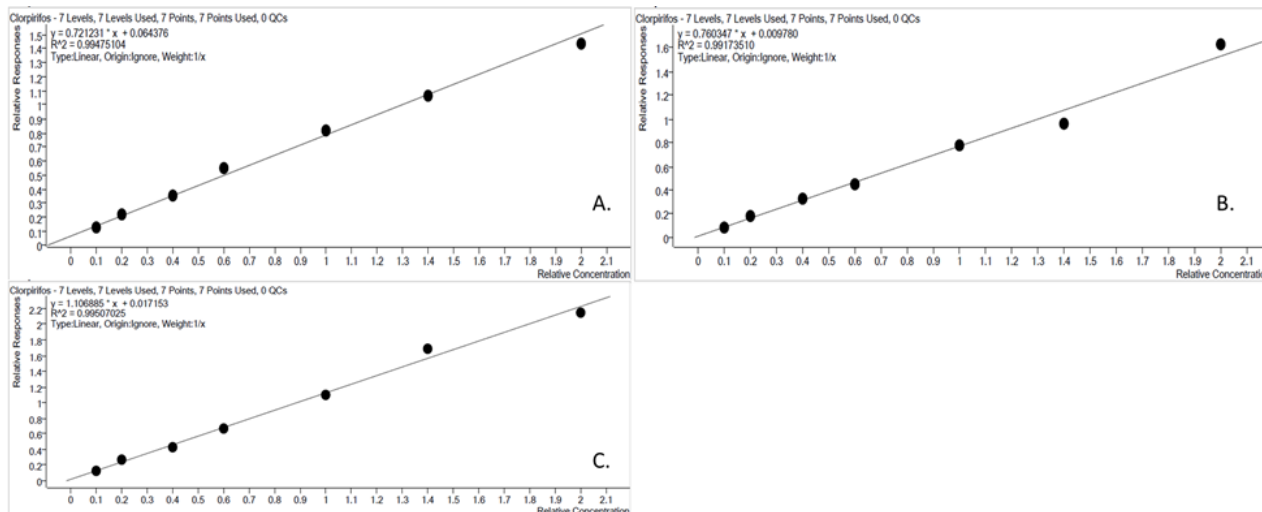 Clorpirifos - 7 Levels, 7 Levels Used, 7 Points, 7 Points Used, 0 QCs
y = 0.721231 * x + 0.064376
R^2 = 0.99475104
Type:Linear, Origin:Ignore, Weight:1/x
Relative Responses
1.5
1.4
1.3
1.2
1.1
1
0.9
0.8
0.7
0.6
0.5
0.4
0.3
0.2
0.1
0
A.
0 0.1 0.2 0.3 0.4 0.5 0.6 0.7 0.8 0.9 1 1.1 1.2 1.3 1.4 1.5 1.6 1.7 1.8 1.9 2 2.1
Relative Concentration
Clorpirifos - 7 Levels, 7 Levels Used, 7 Points, 7 Points Used, 0 QCs
y = 0.760347 * x + 0.009780
R^2 = 0.99173510
Type:Linear, Origin:Ignore, Weight:1/x
Relative Responses
1.6
1.4
1.2
1
0.8
0.6
0.4
0.2
0
B.
0 0.1 0.2 0.3 0.4 0.5 0.6 0.7 0.8 0.9 1 1.1 1.2 1.3 1.4 1.5 1.6 1.7 1.8 1.9 2 2.1
Relative Concentration
Clorpirifos - 7 Levels, 7 Levels Used, 7 Points, 7 Points Used, 0 QCs
y = 1.106885 * x + 0.017153
R^2 = 0.99507025
Type:Linear, Origin:Ignore, Weight:1/x
Relative Responses
2.2
2
1.8
1.6
1.4
1.2
1
0.8
0.6
0.4
0.2
0
C.
0 0.1 0.2 0.3 0.4 0.5 0.6 0.7 0.8 0.9 1 1.1 1.2 1.3 1.4 1.5 1.6 1.7 1.8 1.9 2 2.1
Relative Concentration